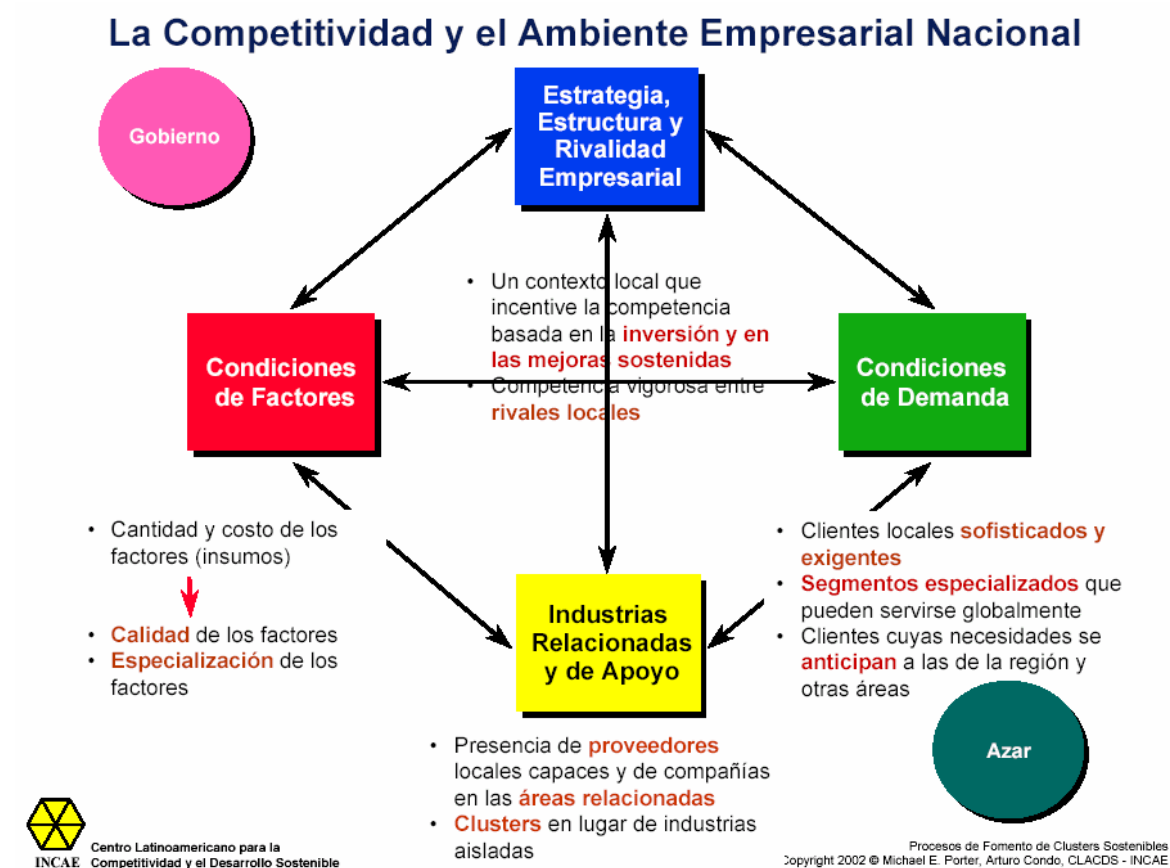 La Competitividad y el Ambiente Empresarial Nacional
Gobierno
Estrategia,
Estructura y
Rivalidad
Empresarial
• Un contexto local que
incentive la competencia
basada en la inversión y en
las mejoras sostenidas
• Competencia vigorosa entre
rivales locales
Condiciones
de Factores
Condiciones
de Demanda
• Cantidad y costo de los
factores (insumos)
• Calidad de los factores
• Especialización de los
factores
Industrias
Relacionadas
y de Apoyo
• Clientes locales sofisticados y
exigentes
• Segmentos especializados que
pueden servirse globalmente
• Clientes cuyas necesidades se
anticipan a las de la región y
otras áreas
Azar
• Presencia de proveedores
locales capaces y de compañías
en las áreas relacionadas
• Clusters en lugar de industrias
aisladas
INCAE
Centro Latinoamericano para la
Competitividad y el Desarrollo Sostenible
Procesos de Fomento de Clusters Sostenibles
opyright 2002 © Michael E. Porter, Arturo Condo, CLACDS - INCAE